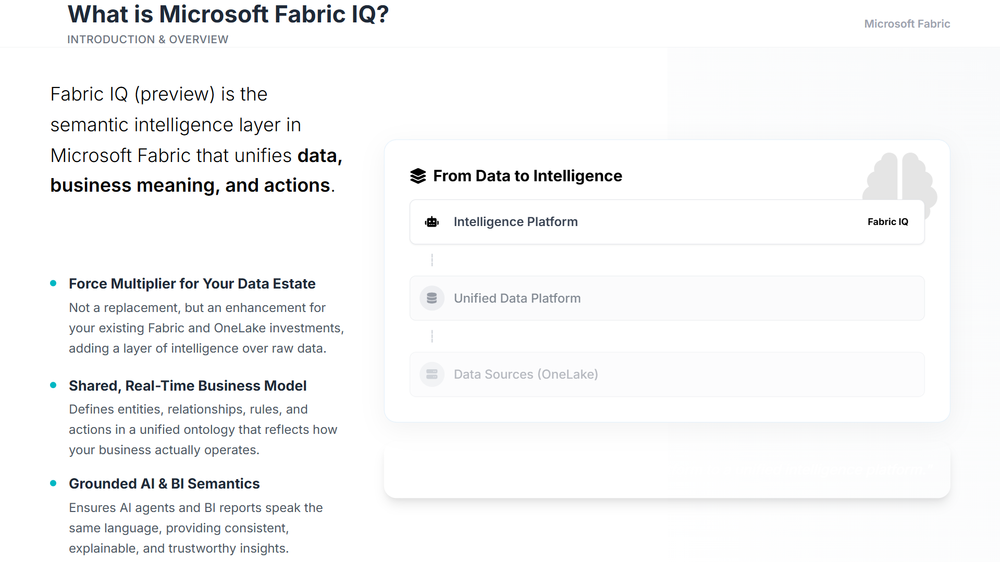 What is Microsoft Fabric IQ?
INTRODUCTION & OVERVIEW
Microsoft Fabric
Fabric IQ (preview) is the
semantic intelligence layer in
Microsoft Fabric that unifies data,
business meaning, and actions.
Force Multiplier for Your Data Estate
Not a replacement, but an enhancement for
your existing Fabric and OneLake investments,
adding a layer of intelligence over raw data.
Shared, Real-Time Business Model
Defines entities, relationships, rules, and
actions in a unified ontology that reflects how
your business actually operates.
Grounded AI & BI Semantics
Ensures AI agents and BI reports speak the
same language, providing consistent,
explainable, and trustworthy insights.
From Data to Intelligence
Intelligence Platform
Fabric IQ
Unified Data Platform
Data Sources (OneLake)
intelligence platform."